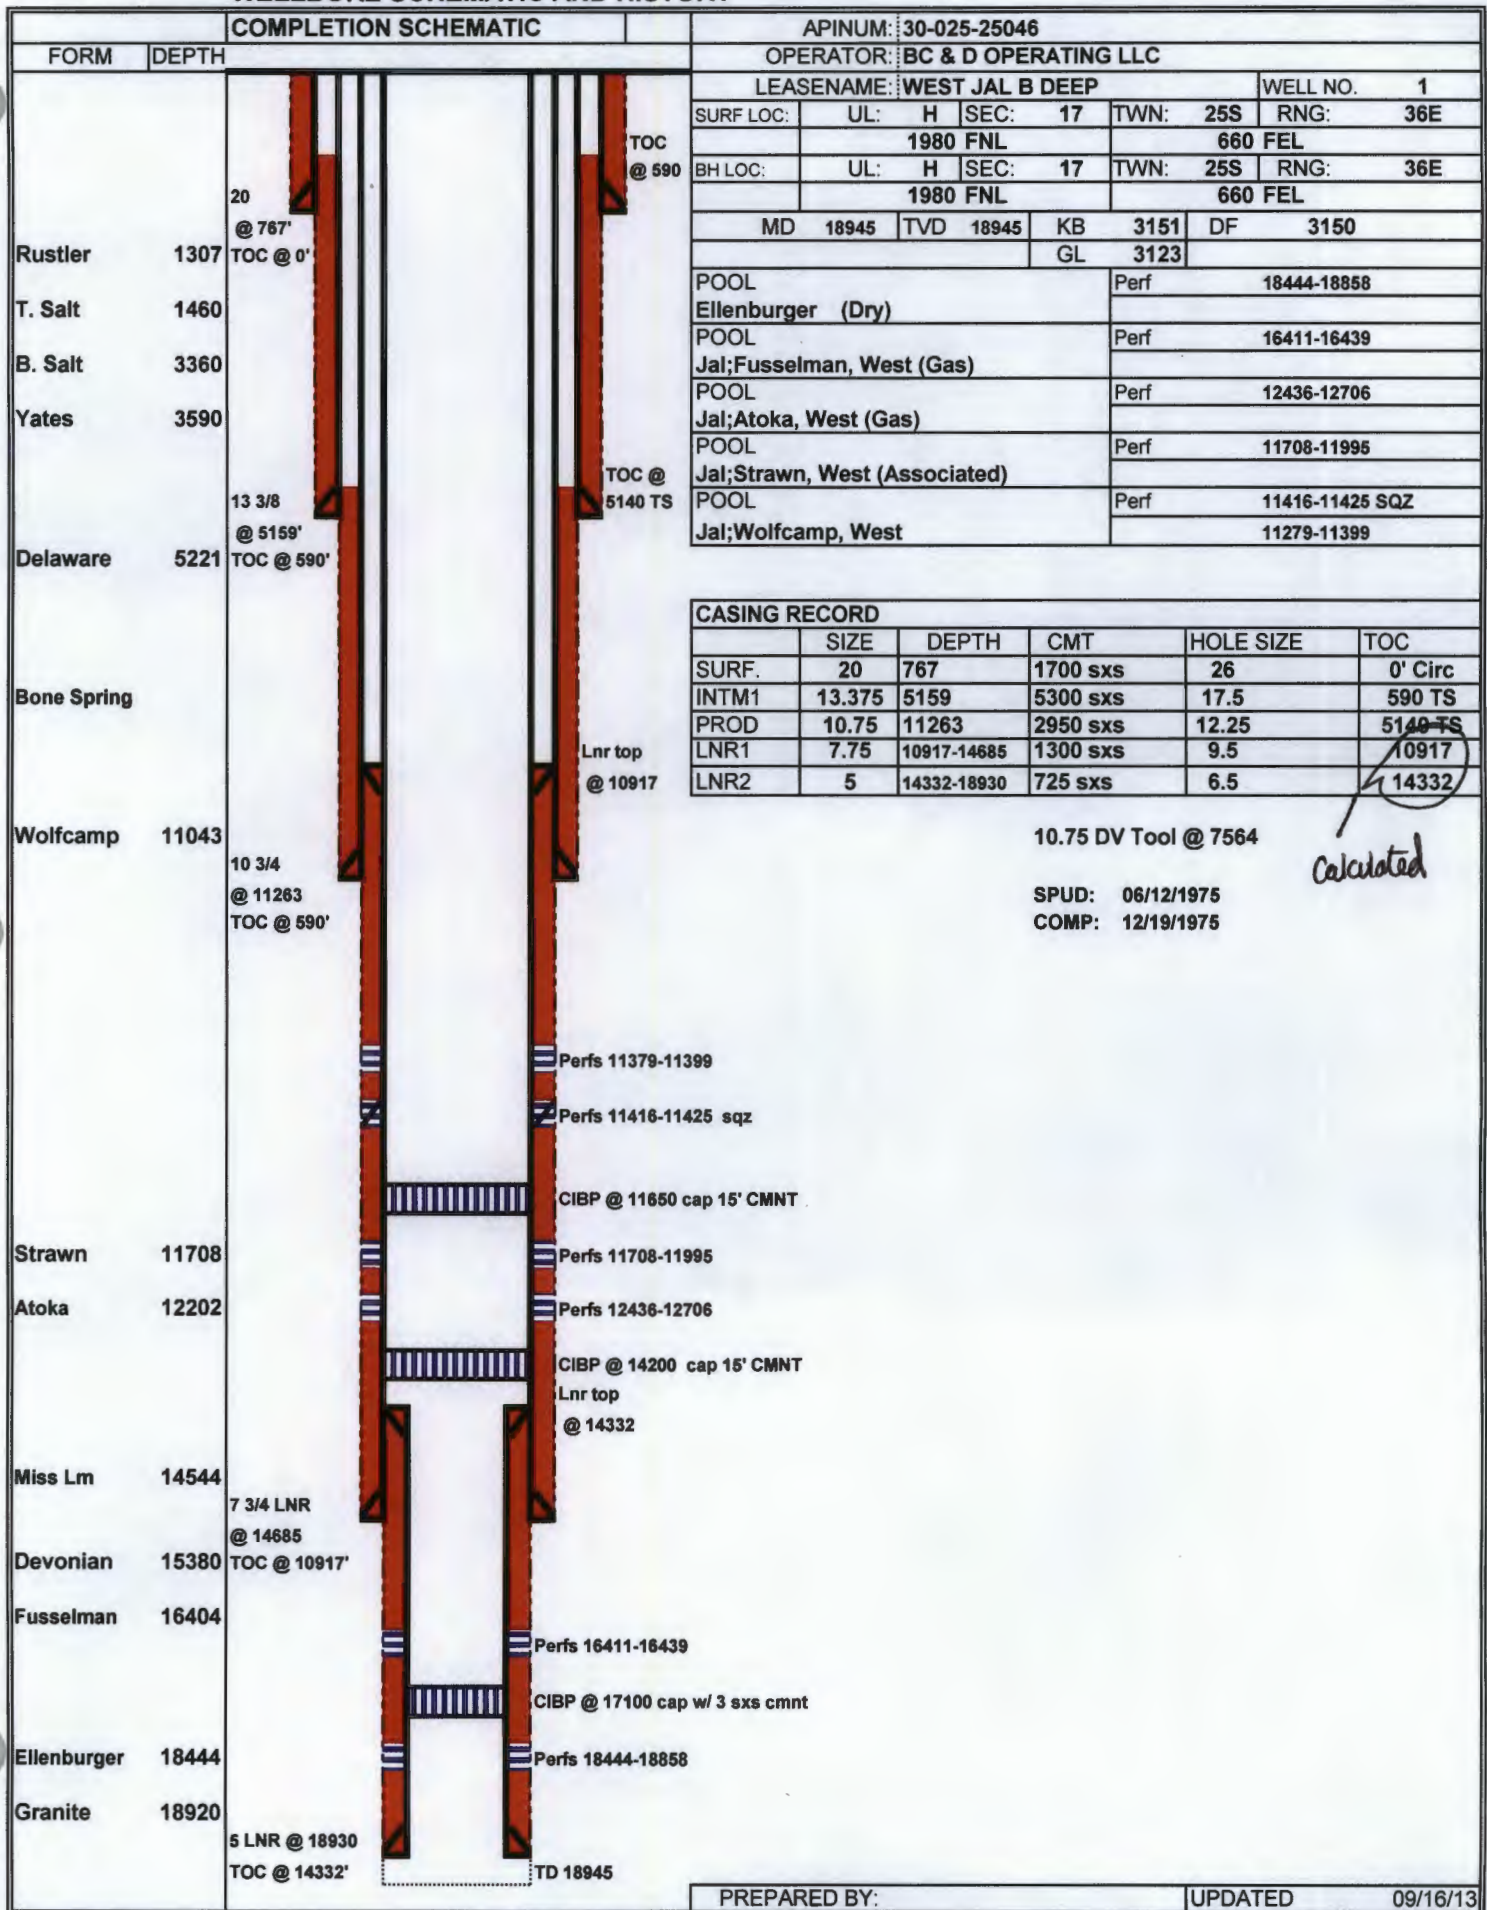 COMPLETION SCHEMATIC
FORM DEPTH
APINUM: 30-025-25046
OPERATOR: BC & D OPERATING LLC
LEASENAME: WEST JAL B DEEP WELL NO. 1
SURF LOC: UL: H SEC: 17 TWN: 25S RNG: 36E
1980 FNL 660 FEL
BH LOC: UL: H SEC: 17 TWN: 25S RNG: 36E
1980 FNL 660 FEL
MD 18945 TVD 18945 KB 3151 DF 3150
GL 3123
POOL Perf 18444-18858
Ellenburger (Dry)
POOL Perf 16411-16439
Jal;Fusselman, West (Gas)
POOL Perf 12436-12706
Jal;Atoka, West (Gas)
POOL Perf 11708-11995
Jal;Strawn, West (Associated)
POOL Perf 11416-11425 SQZ
Jal;Wolfcamp, West 11279-11399
CASING RECORD
SIZE DEPTH CMT HOLE SIZE TOC
SURF. 20 767 1700 sxs 26 0' Circ
INTM1 13.375 5159 5300 sxs 17.5 590 TS
PROD 10.75 11263 2950 sxs 12.25 5140 TS
LNR1 7.75 10917-14685 1300 sxs 9.5 10917
LNR2 5 14332-18930 725 sxs 6.5 14332
10.75 DV Tool @ 7564
Calculated
SPUD: 06/12/1975
COMP: 12/19/1975
TOC
@ 590
20
@ 767'
Rustler 1307 TOC @ 0'
T. Salt 1460
B. Salt 3360
Yates 3590
TOC @
5140 TS
13 3/8
@ 5159'
Delaware 5221 TOC @ 590'
Bone Spring
Lnr top
@ 10917
Wolfcamp 11043
10 3/4
@ 11263
TOC @ 590'
Perfs 11379-11399
Perfs 11416-11425 sqz
CIBP @ 11650 cap 15' CMNT
Strawn 11708 Perfs 11708-11995
Atoka 12202 Perfs 12436-12706
CIBP @ 14200 cap 15' CMNT
Lnr top
@ 14332
Miss Lm 14544
7 3/4 LNR
@ 14685
Devonian 15380 TOC @ 10917'
Fusselman 16404
Perfs 16411-16439
CIBP @ 17100 cap w/ 3 sxs cmnt
Ellenburger 18444 Perfs 18444-18858
Granite 18920
5 LNR @ 18930
TOC @ 14332' TD 18945
PREPARED BY: UPDATED 09/16/13